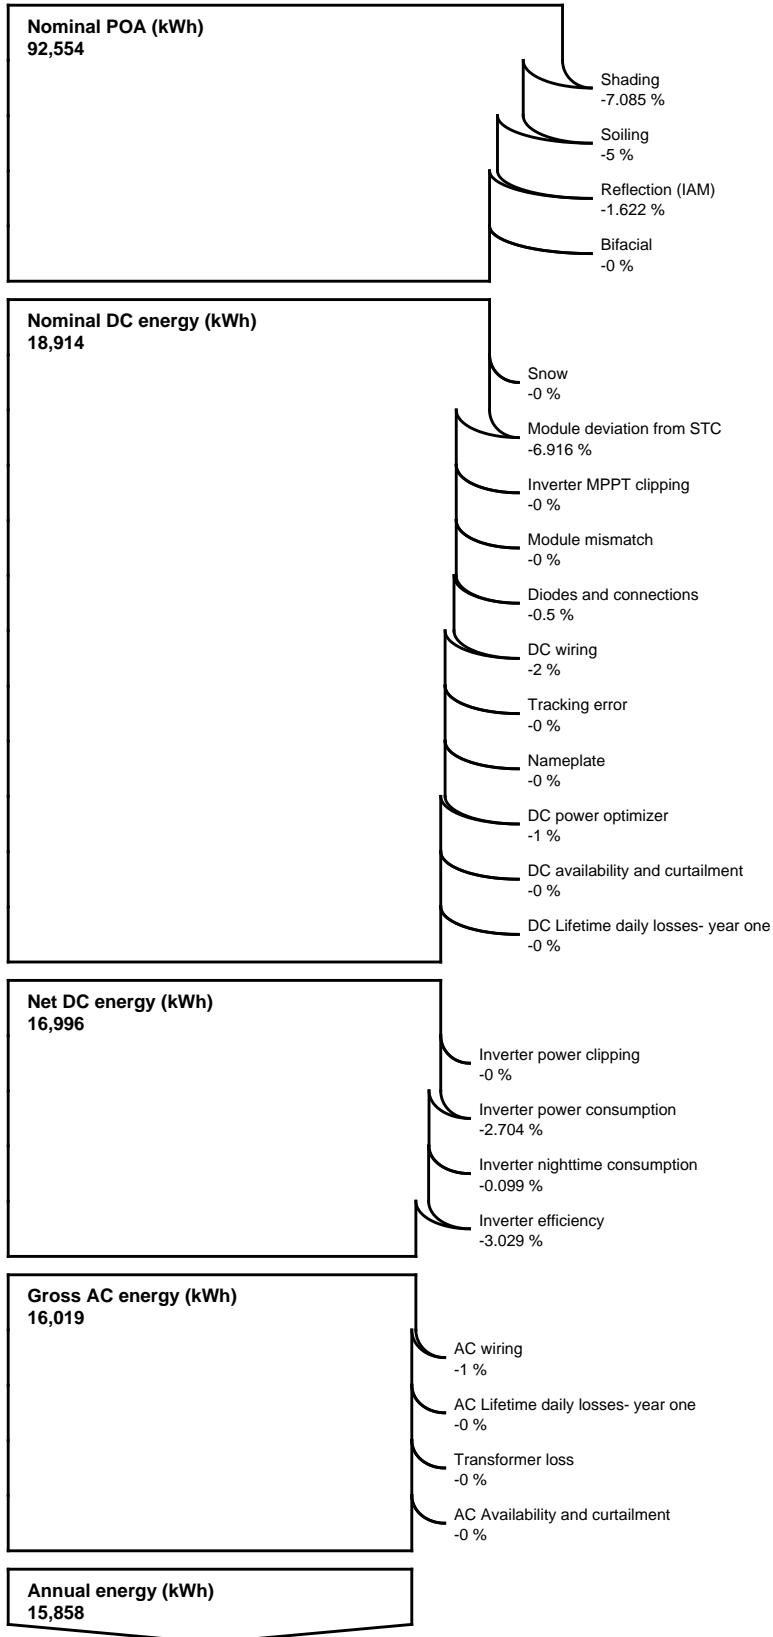 Nominal POA (kWh)
92,554
Shading
-7.085 %
Soiling
-5 %
Reflection (IAM)
-1.622 %
Bifacial
-0 %
Nominal DC energy (kWh)
18,914
Snow
-0 %
Module deviation from STC
-6.916 %
Inverter MPPT clipping
-0 %
Module mismatch
-0 %
Diodes and connections
-0.5 %
DC wiring
-2 %
Tracking error
-0 %
Nameplate
-0 %
DC power optimizer
-1 %
DC availability and curtailment
-0 %
DC Lifetime daily losses- year one
-0 %
Net DC energy (kWh)
16,996
Inverter power clipping
-0 %
Inverter power consumption
-2.704 %
Inverter nighttime consumption
-0.099 %
Inverter efficiency
-3.029 %
Gross AC energy (kWh)
16,019
AC wiring
-1 %
AC Lifetime daily losses- year one
-0 %
Transformer loss
-0 %
AC Availability and curtailment
-0 %
Annual energy (kWh)
15,858